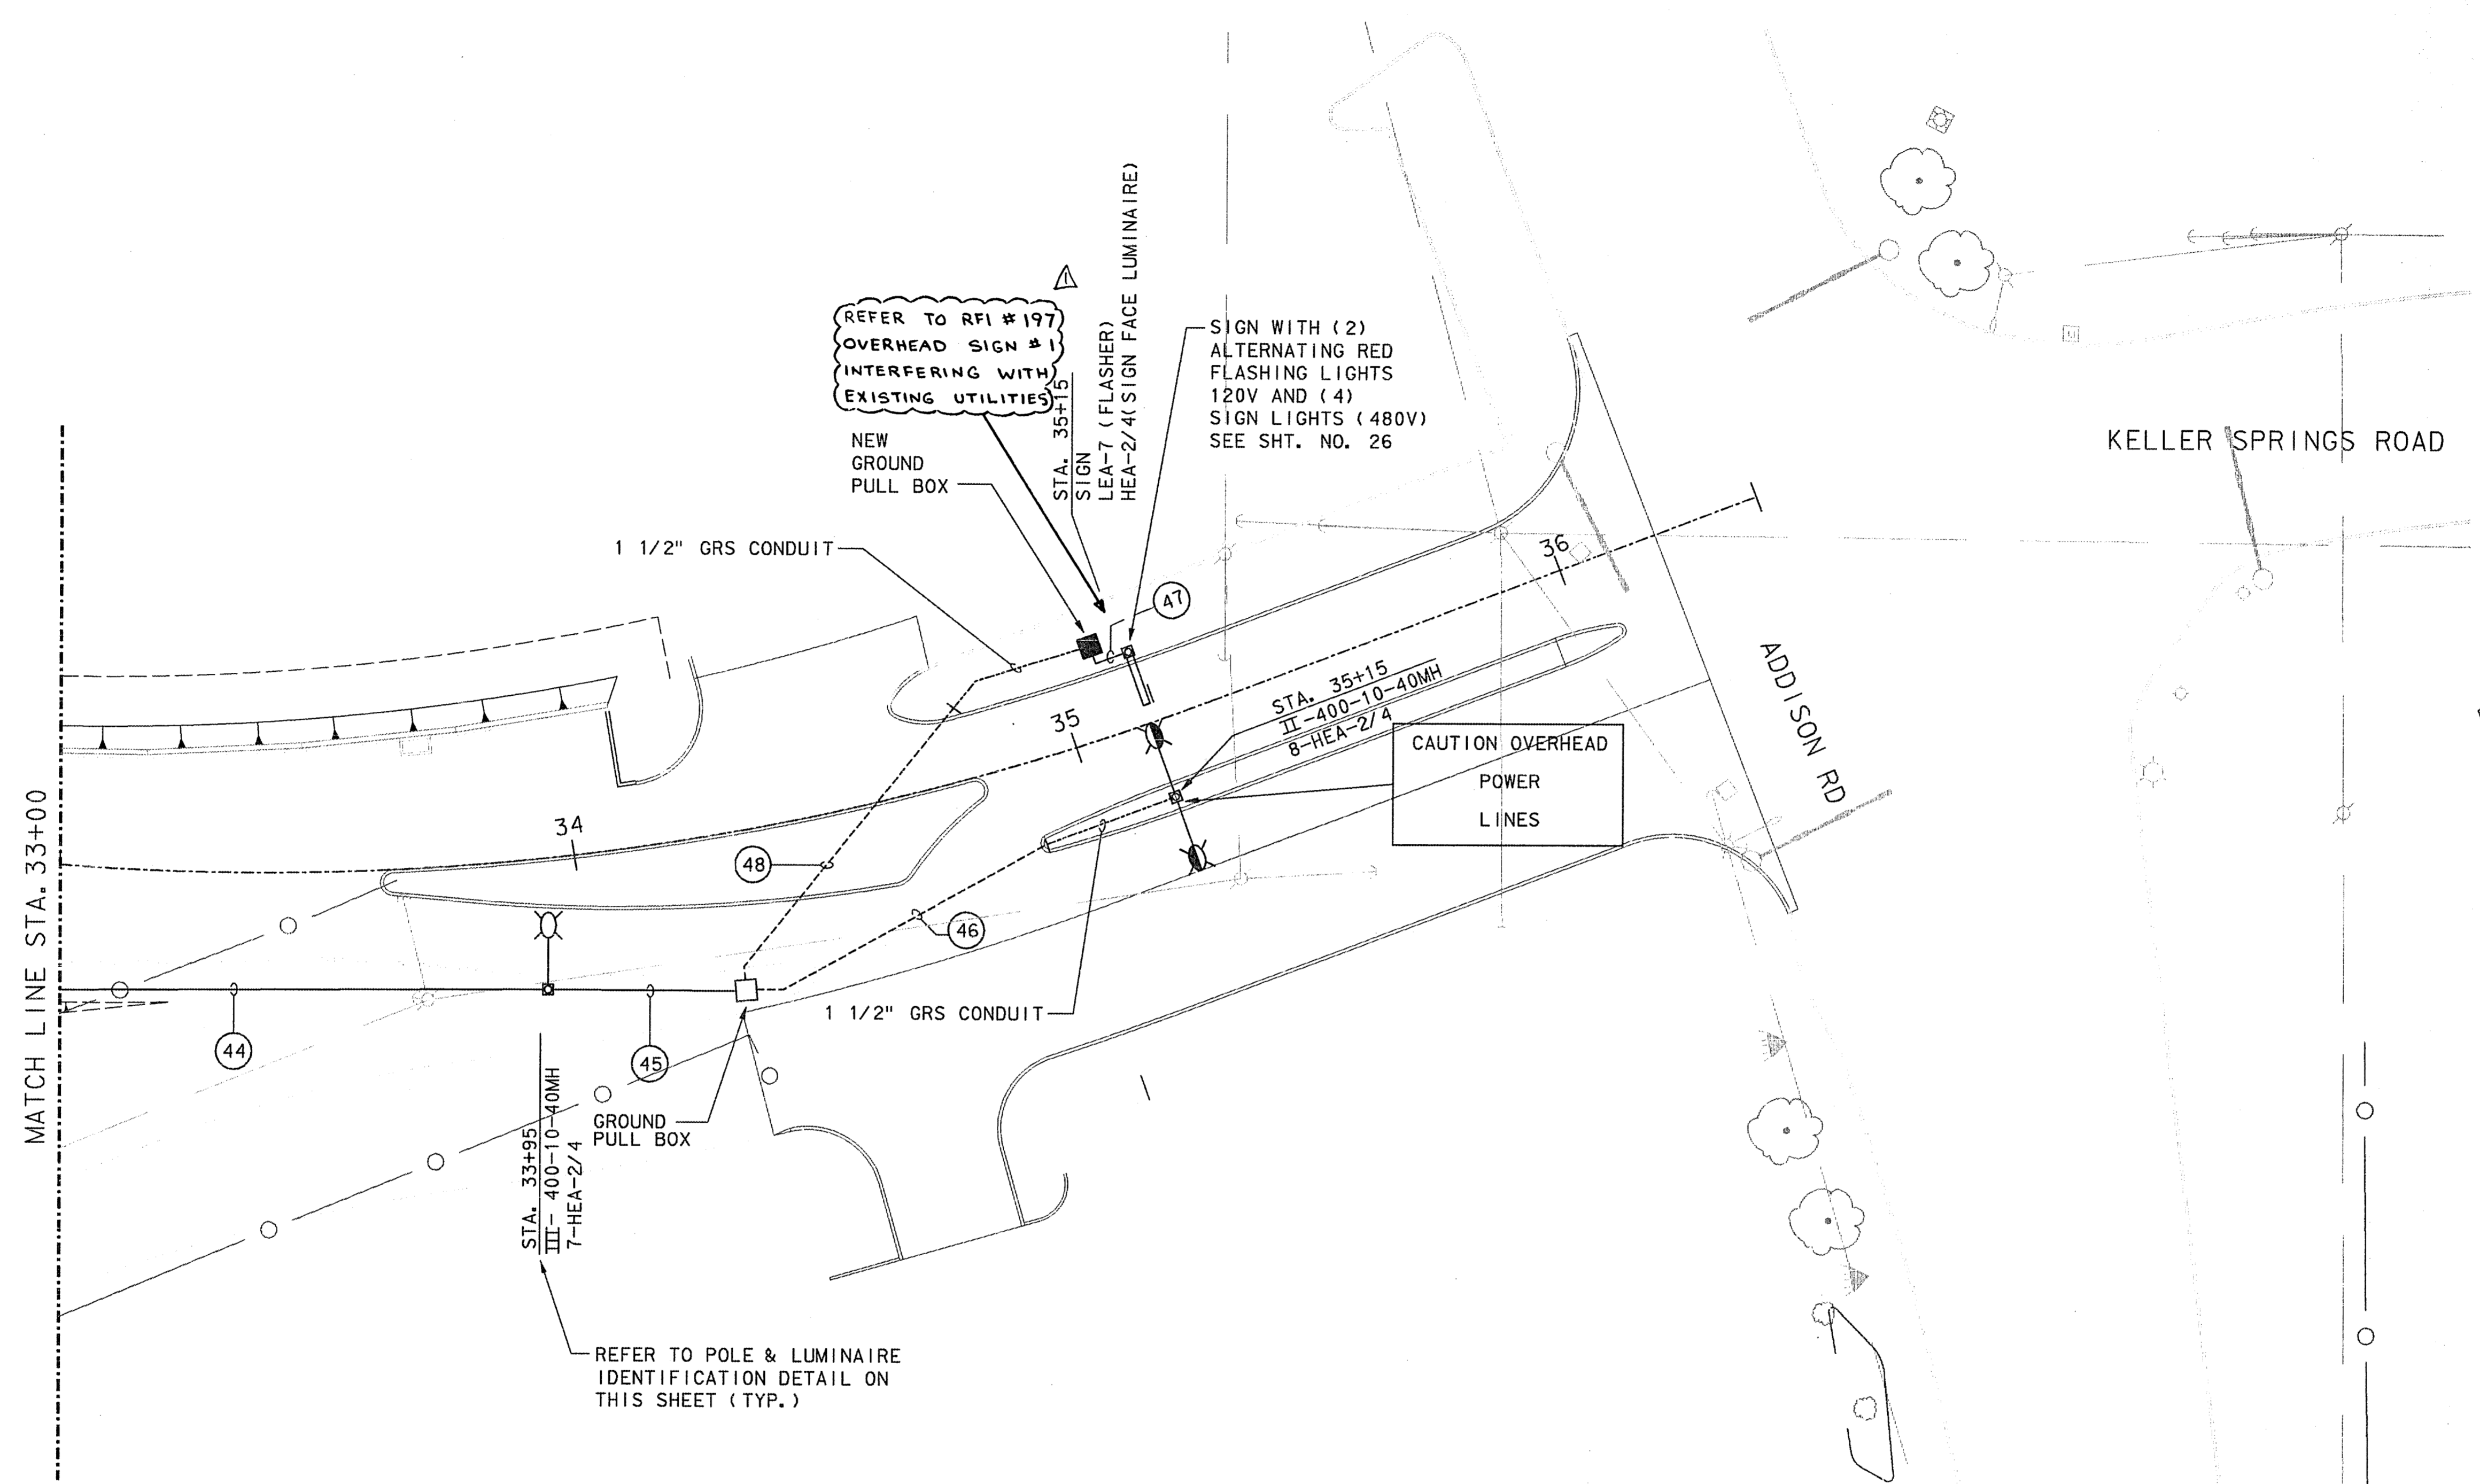 REFER TO RFI # 197
OVERHEAD SIGN # 1
INTERFERING WITH
EXISTING UTILITIES
1
STA. 35+15
SIGN
LEA-7 (FLASHER)
HEA-2/4(SIGN FACE LUMINAIRE)
SIGN WITH (2)
ALTERNATING RED
FLASHING LIGHTS
120V AND (4)
SIGN LIGHTS (480V)
SEE SHT. NO. 26
NEW
GROUND
PULL BOX
KELLER SPRINGS ROAD
1 1/2" GRS CONDUIT
47
36
35
34
STA. 35+15
II-400-10-40MH
8-HEA-2/4
CAUTION OVERHEAD
POWER
LINES
ADDISON RD
MATCH LINE STA. 33+00
48
46
44
45
1 1/2" GRS CONDUIT
GROUND
PULL BOX
STA. 33+95
III- 400-10-40MH
7-HEA-2/4
REFER TO POLE & LUMINAIRE
IDENTIFICATION DETAIL ON
THIS SHEET (TYP.)